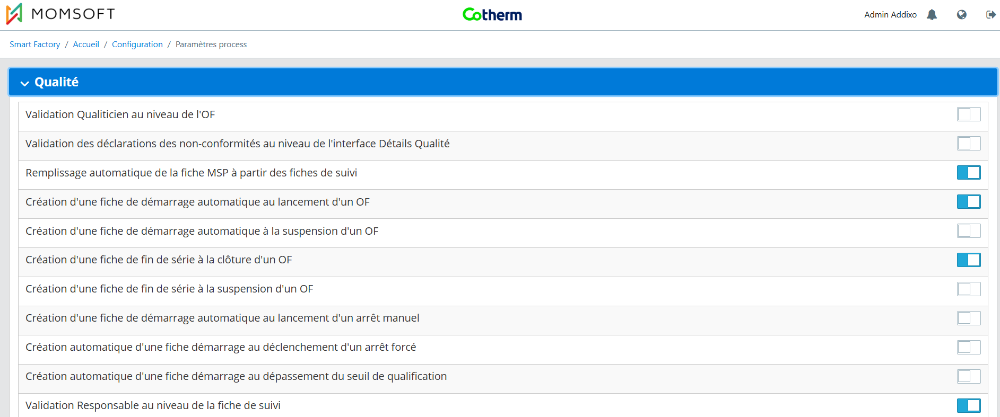 MOMSOFT
Cotherm
Admin Addixo
Smart Factory / Accueil / Configuration / Paramètres process
Qualité
Validation Qualiticien au niveau de l'OF
Validation des déclarations des non-conformités au niveau de l'interface Détails Qualité
Remplissage automatique de la fiche MSP à partir des fiches de suivi
Création d'une fiche de démarrage automatique au lancement d'un OF
Création d'une fiche de démarrage automatique à la suspension d'un OF
Création d'une fiche de fin de série à la clôture d'un OF
Création d'une fiche de fin de série à la suspension d'un OF
Création d'une fiche de démarrage automatique au lancement d'un arrêt manuel
Création automatique d'une fiche démarrage au déclenchement d'un arrêt forcé
Création automatique d'une fiche démarrage au dépassement du seuil de qualification
Validation Responsable au niveau de la fiche de suivi